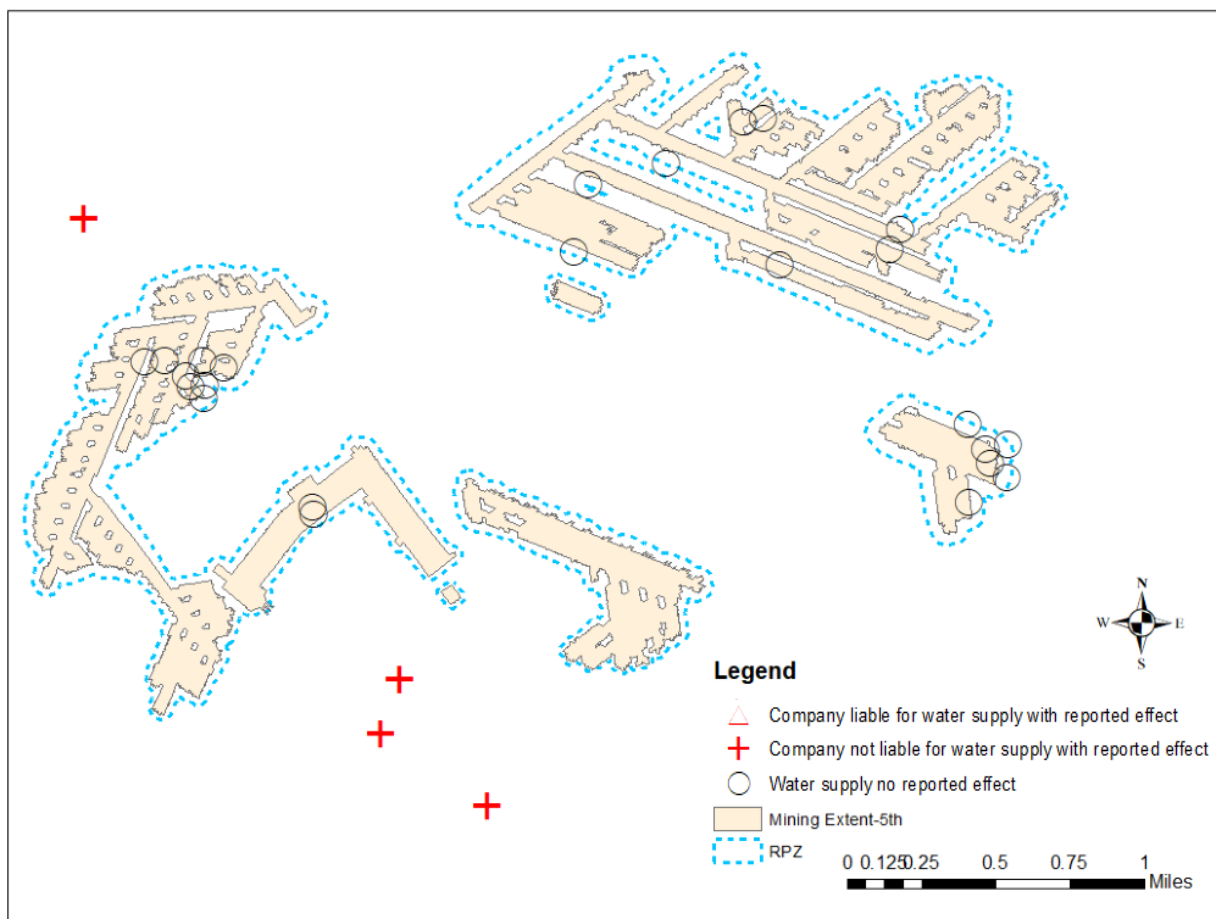 N
W E
S
Legend
Company liable for water supply with reported effect
Company not liable for water supply with reported effect
Water supply no reported effect
Mining Extent-5th
RPZ
0 0.125 0.25 0.5 0.75 1
Miles